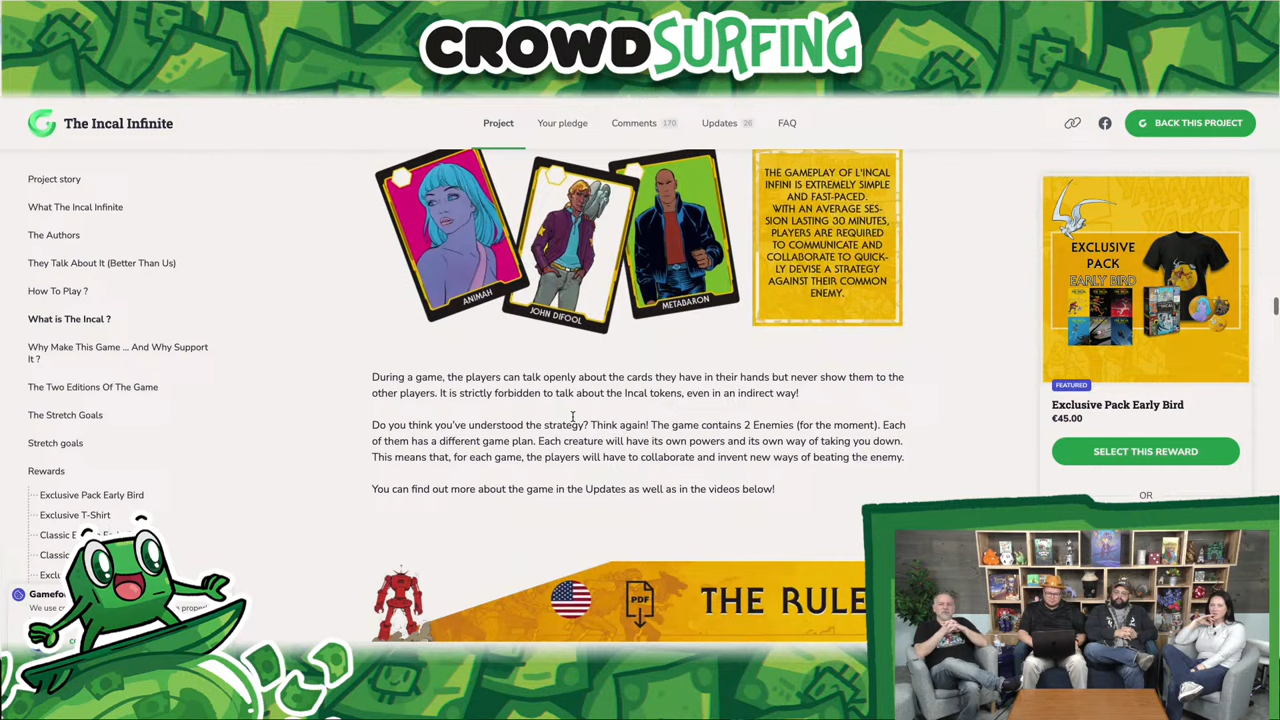 CROWDSURFING
The Incal Infinite
Project
Your pledge
Comments 170
Updates 26
FAQ
BACK THIS PROJECT
Project story
What The Incal Infinite
The Authors
They Talk About It (Better Than Us)
How To Play ?
What is The Incal ?
Why Make This Game ... And Why Support
It ?
The Two Editions Of The Game
The Stretch Goals
Stretch goals
Rewards
Exclusive Pack Early Bird
Exclusive T-Shirt
ANIMAH
JOHN DIFOOL
METABARON
THE GAMEPLAY OF L'INCAL
INFINI IS EXTREMELY SIMPLE
AND FAST-PACED.
WITH AN AVERAGE SES-
SION LASTING 30 MINUTES,
PLAYERS ARE REQUIRED
TO COMMUNICATE AND
COLLABORATE TO QUICK-
LY DEVISE A STRATEGY
AGAINST THEIR COMMON
ENEMY.
During a game, the players can talk openly about the cards they have in their hands but never show them to the
other players. It is strictly forbidden to talk about the Incal tokens, even in an indirect way!
Do you think you've understood the strategy? Think again! The game contains 2 Enemies (for the moment). Each
of them has a different game plan. Each creature will have its own powers and its own way of taking you down.
This means that, for each game, the players will have to collaborate and invent new ways of beating the enemy.
You can find out more about the game in the Updates as well as in the videos below!
PDF
THE RULE
EXCLUSIVE
PACK
EARLY BIRD
FEATURED
Exclusive Pack Early Bird
€45.00
SELECT THIS REWARD
OR